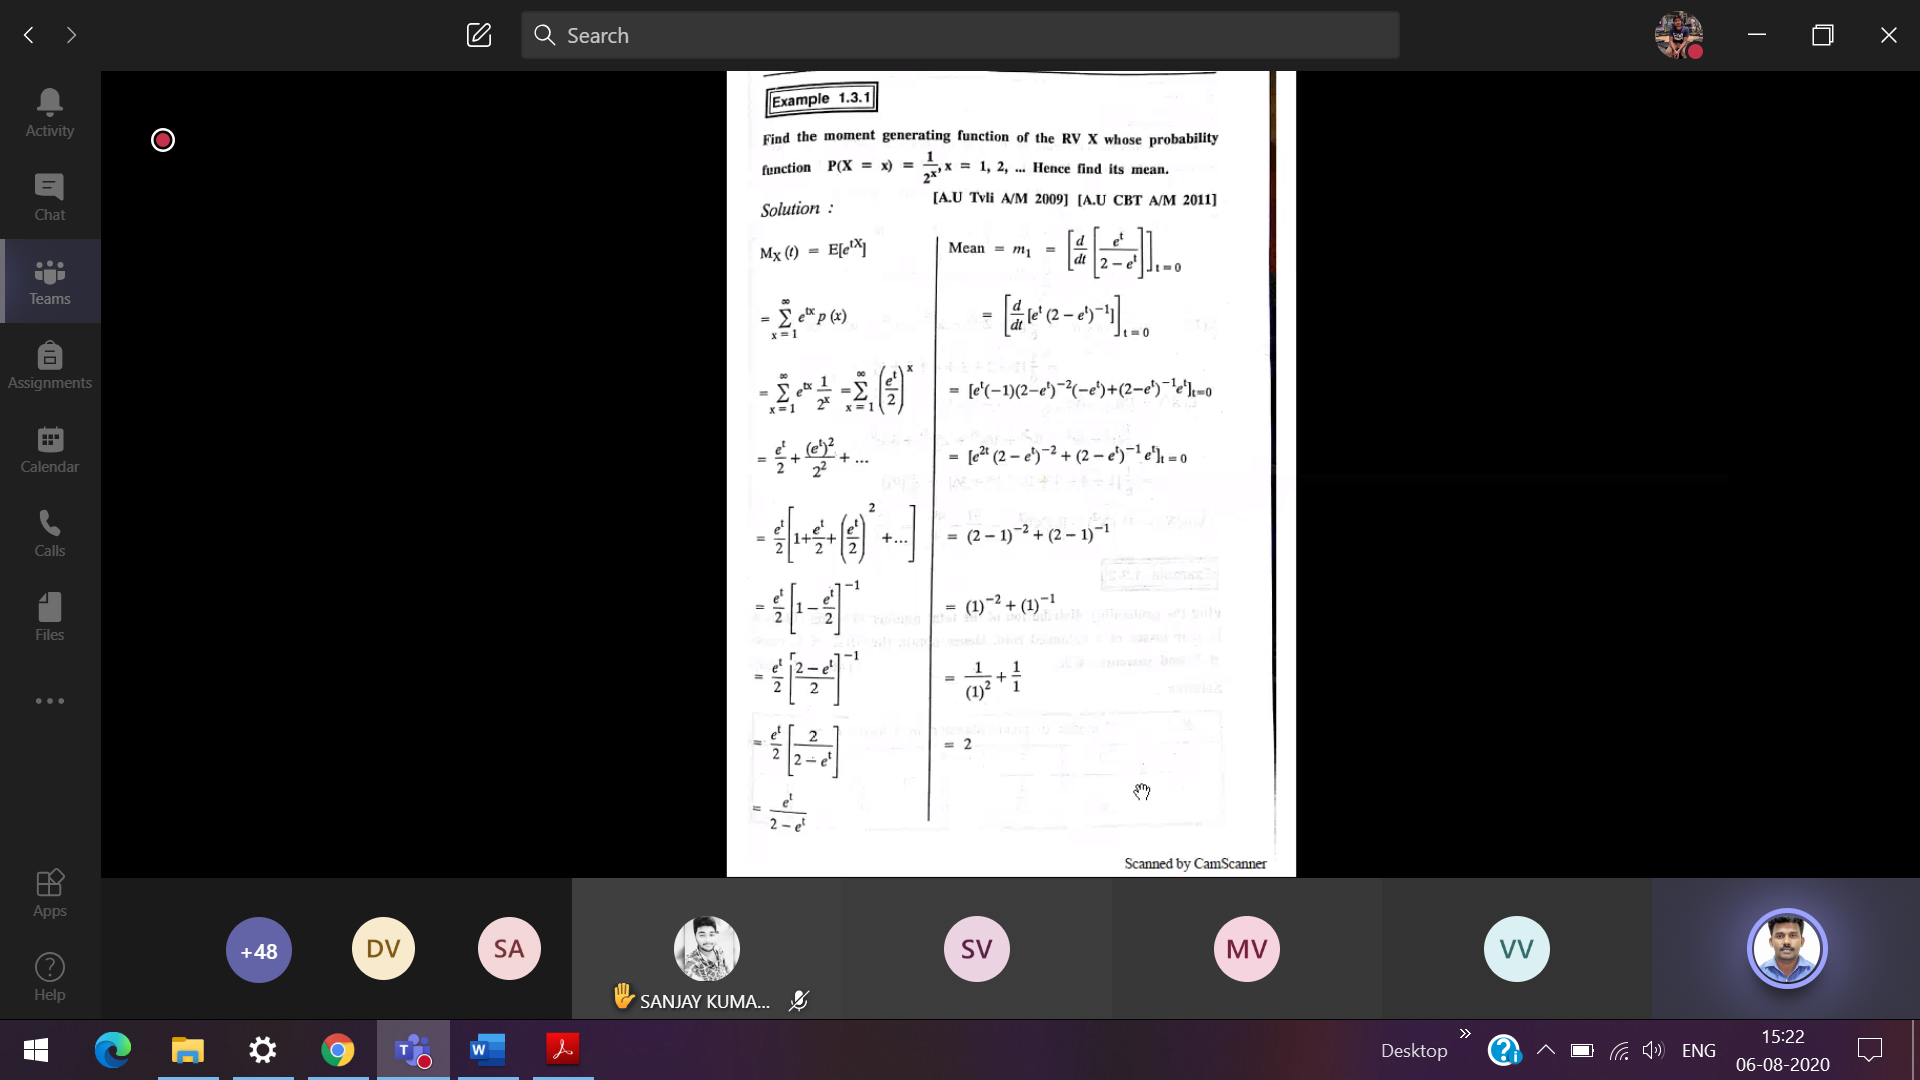 Search
Activity
Chat
Teams
Assignments
Calendar
Calls
Files
Apps
Help
Example 1.3.1
Find the moment generating function of the RV X whose probability
function P(X = x) = 1/2^x, x = 1, 2, ... Hence find its mean.
[A.U Tvli A/M 2009] [A.U CBT A/M 2011]
Solution :
M_X (t) = E[e^{tX}]
= ∑_{x=1}^{∞} e^{tx} p (x)
= ∑_{x=1}^{∞} e^{tx} 1/2^x = ∑_{x=1}^{∞} (e^t/2)^x
= e^t/2 + (e^t)^2/2^2 + ...
= e^t/2 [1 + e^t/2 + (e^t/2)^2 + ...]
= e^t/2 [1 − e^t/2]^{−1}
= e^t/2 [(2 − e^t)/2]^{−1}
= e^t/2 [2/(2 − e^t)]
= e^t/(2 − e^t)
Mean = m_1 = [d/dt [e^t/(2 − e^t)]]_{t = 0}
= [d/dt [e^t (2 − e^t)^{−1}]]_{t = 0}
= [e^t(−1)(2−e^t)^{−2}(−e^t)+(2−e^t)^{−1}e^t]_{t=0}
= [e^{2t} (2 − e^t)^{−2} + (2 − e^t)^{−1} e^t]_{t = 0}
= (2 − 1)^{−2} + (2 − 1)^{−1}
= (1)^{−2} + (1)^{−1}
= 1/(1)^2 + 1/1
= 2
Scanned by CamScanner
+48
DV
SA
SANJAY KUMA...
SV
MV
VV
Desktop
ENG
15:22
06-08-2020